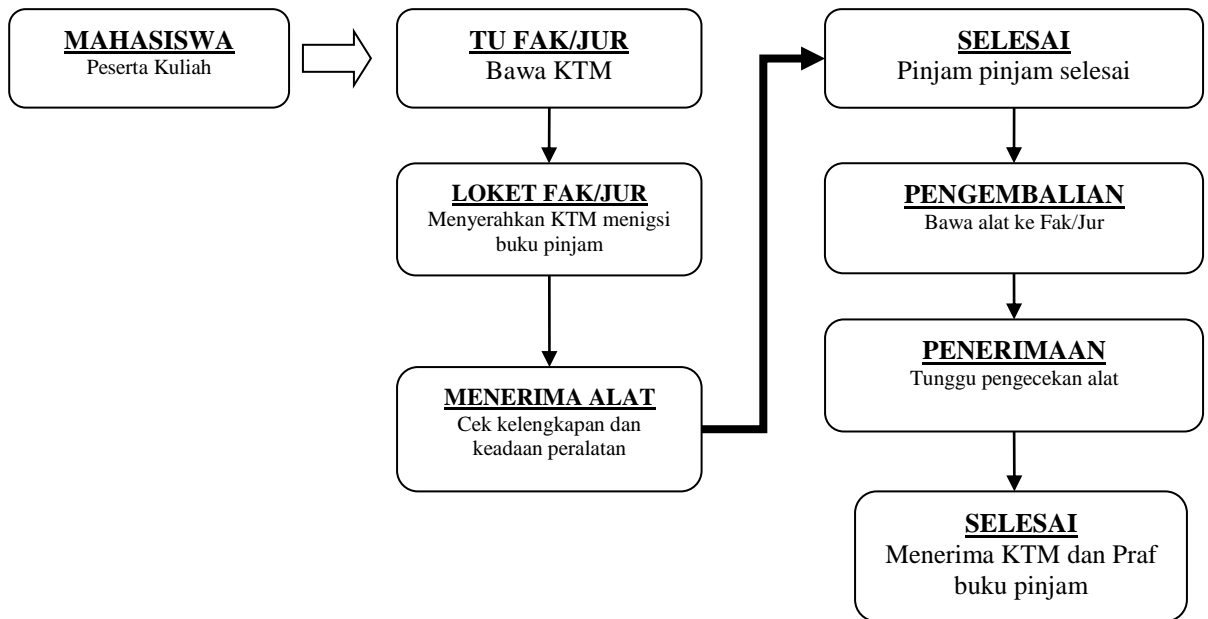 MAHASISWA
Peserta Kuliah
TU FAK/JUR
Bawa KTM
LOKET FAK/JUR
Menyerahkan KTM menigsi
buku pinjam
MENERIMA ALAT
Cek kelengkapan dan
keadaan peralatan
SELESAI
Pinjam pinjam selesai
PENGEMBALIAN
Bawa alat ke Fak/Jur
PENERIMAAN
Tunggu pengecekan alat
SELESAI
Menerima KTM dan Praf
buku pinjam